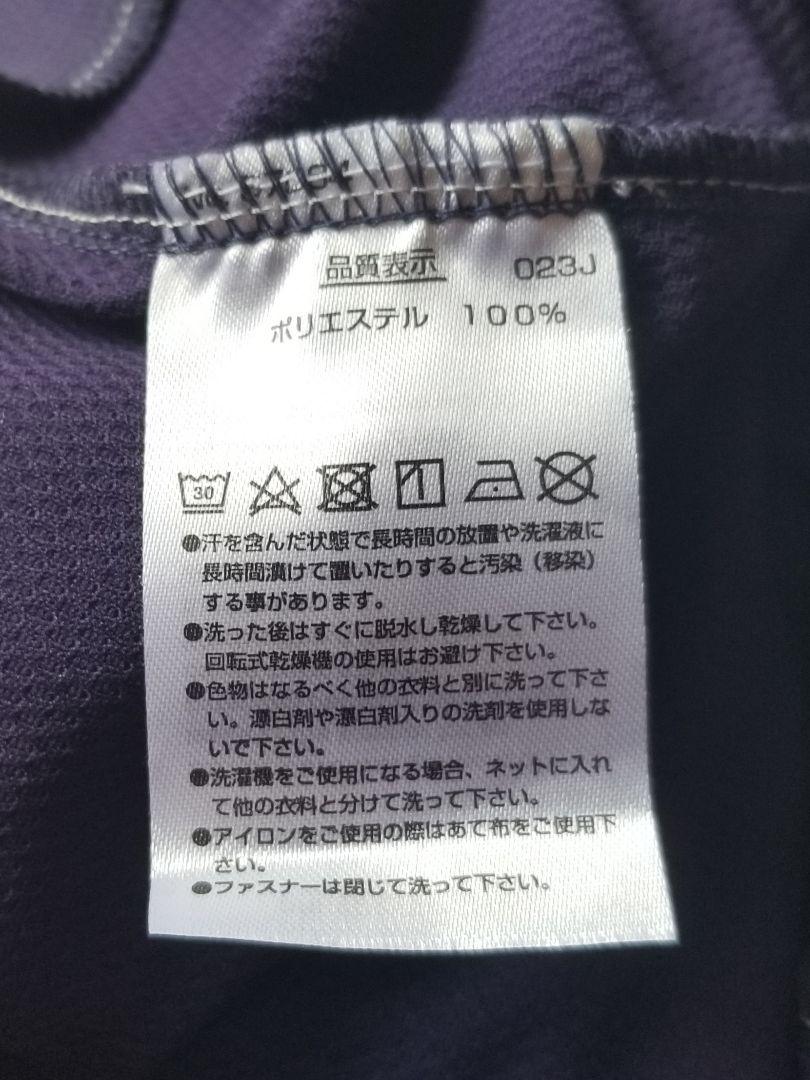 品質表示 023J
ポリエステル 100%
30
●汗を含んだ状態で長時間の放置や洗濯液に
長時間漬けて置いたりすると汚染（移染）
する事があります。
●洗った後はすぐに脱水し乾燥して下さい。
回転式乾燥機の使用はお避け下さい。
●色物はなるべく他の衣料と別に洗って下さ
い。漂白剤や漂白剤入りの洗剤を使用しな
いで下さい。
●洗濯機をご使用になる場合、ネットに入れ
て他の衣料と分けて洗って下さい。
●アイロンをご使用の際はあて布をご使用下
さい。
●ファスナーは閉じて洗って下さい。